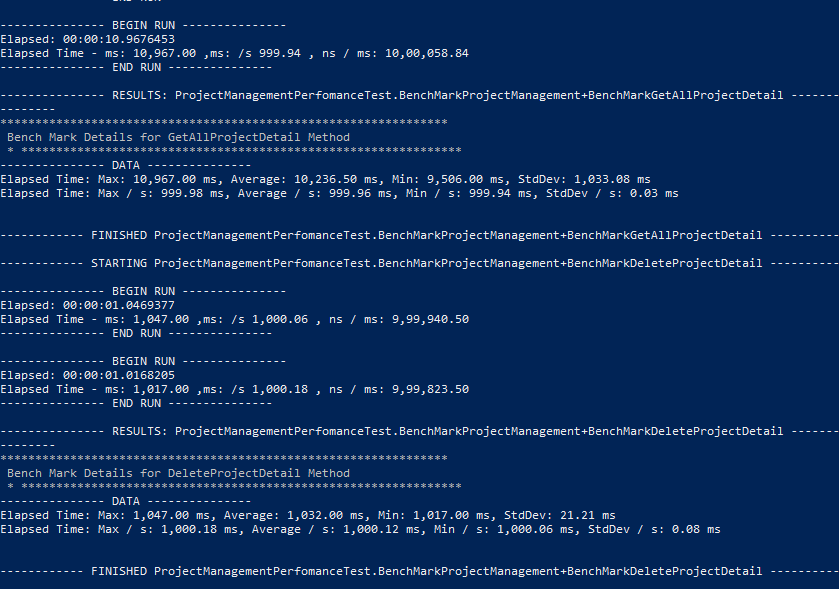 --------------- END RUN ---------------
--------------- BEGIN RUN ---------------
Elapsed: 00:00:10.9676453
Elapsed Time - ms: 10,967.00 ,ms: /s 999.94 , ns / ms: 10,00,058.84
--------------- END RUN ---------------
--------------- RESULTS: ProjectManagementPerfomanceTest.BenchMarkProjectManagement+BenchMarkGetAllProjectDetail -------
--------
****************************************************************
Bench Mark Details for GetAllProjectDetail Method
* ***************************************************************
--------------- DATA ---------------
Elapsed Time: Max: 10,967.00 ms, Average: 10,236.50 ms, Min: 9,506.00 ms, StdDev: 1,033.08 ms
Elapsed Time: Max / s: 999.98 ms, Average / s: 999.96 ms, Min / s: 999.94 ms, StdDev / s: 0.03 ms
------------ FINISHED ProjectManagementPerfomanceTest.BenchMarkProjectManagement+BenchMarkGetAllProjectDetail ----------
------------ STARTING ProjectManagementPerfomanceTest.BenchMarkProjectManagement+BenchMarkDeleteProjectDetail ----------
--------------- BEGIN RUN ---------------
Elapsed: 00:00:01.0469377
Elapsed Time - ms: 1,047.00 ,ms: /s 1,000.06 , ns / ms: 9,99,940.50
--------------- END RUN ---------------
--------------- BEGIN RUN ---------------
Elapsed: 00:00:01.0168205
Elapsed Time - ms: 1,017.00 ,ms: /s 1,000.18 , ns / ms: 9,99,823.50
--------------- END RUN ---------------
--------------- RESULTS: ProjectManagementPerfomanceTest.BenchMarkProjectManagement+BenchMarkDeleteProjectDetail -------
--------
****************************************************************
Bench Mark Details for DeleteProjectDetail Method
* ***************************************************************
--------------- DATA ---------------
Elapsed Time: Max: 1,047.00 ms, Average: 1,032.00 ms, Min: 1,017.00 ms, StdDev: 21.21 ms
Elapsed Time: Max / s: 1,000.18 ms, Average / s: 1,000.12 ms, Min / s: 1,000.06 ms, StdDev / s: 0.08 ms
------------ FINISHED ProjectManagementPerfomanceTest.BenchMarkProjectManagement+BenchMarkDeleteProjectDetail ----------